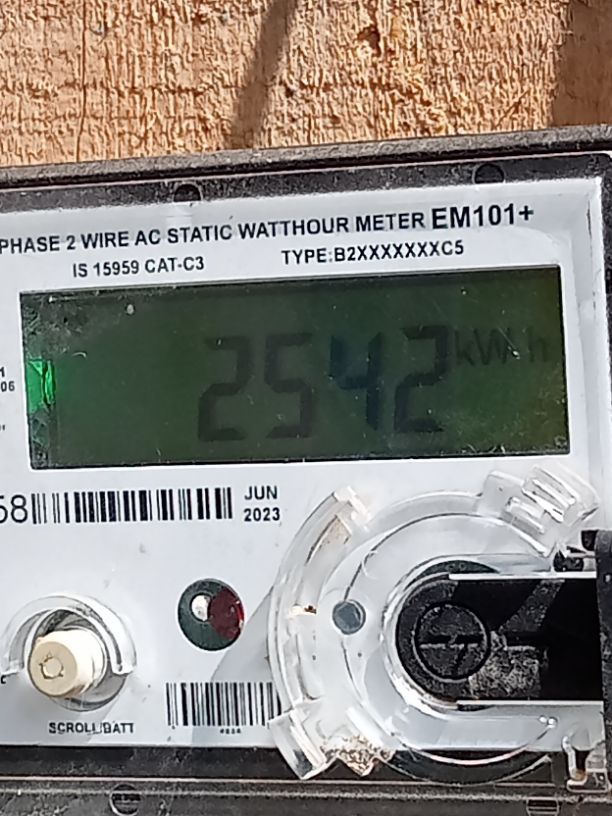 PHASE 2 WIRE AC STATIC WATTHOUR METER EM101+
IS 15959 CAT-C3
TYPE:B2XXXXXXXC5
06
2542 kWh
58
JUN
2023
SCROLL/BATT